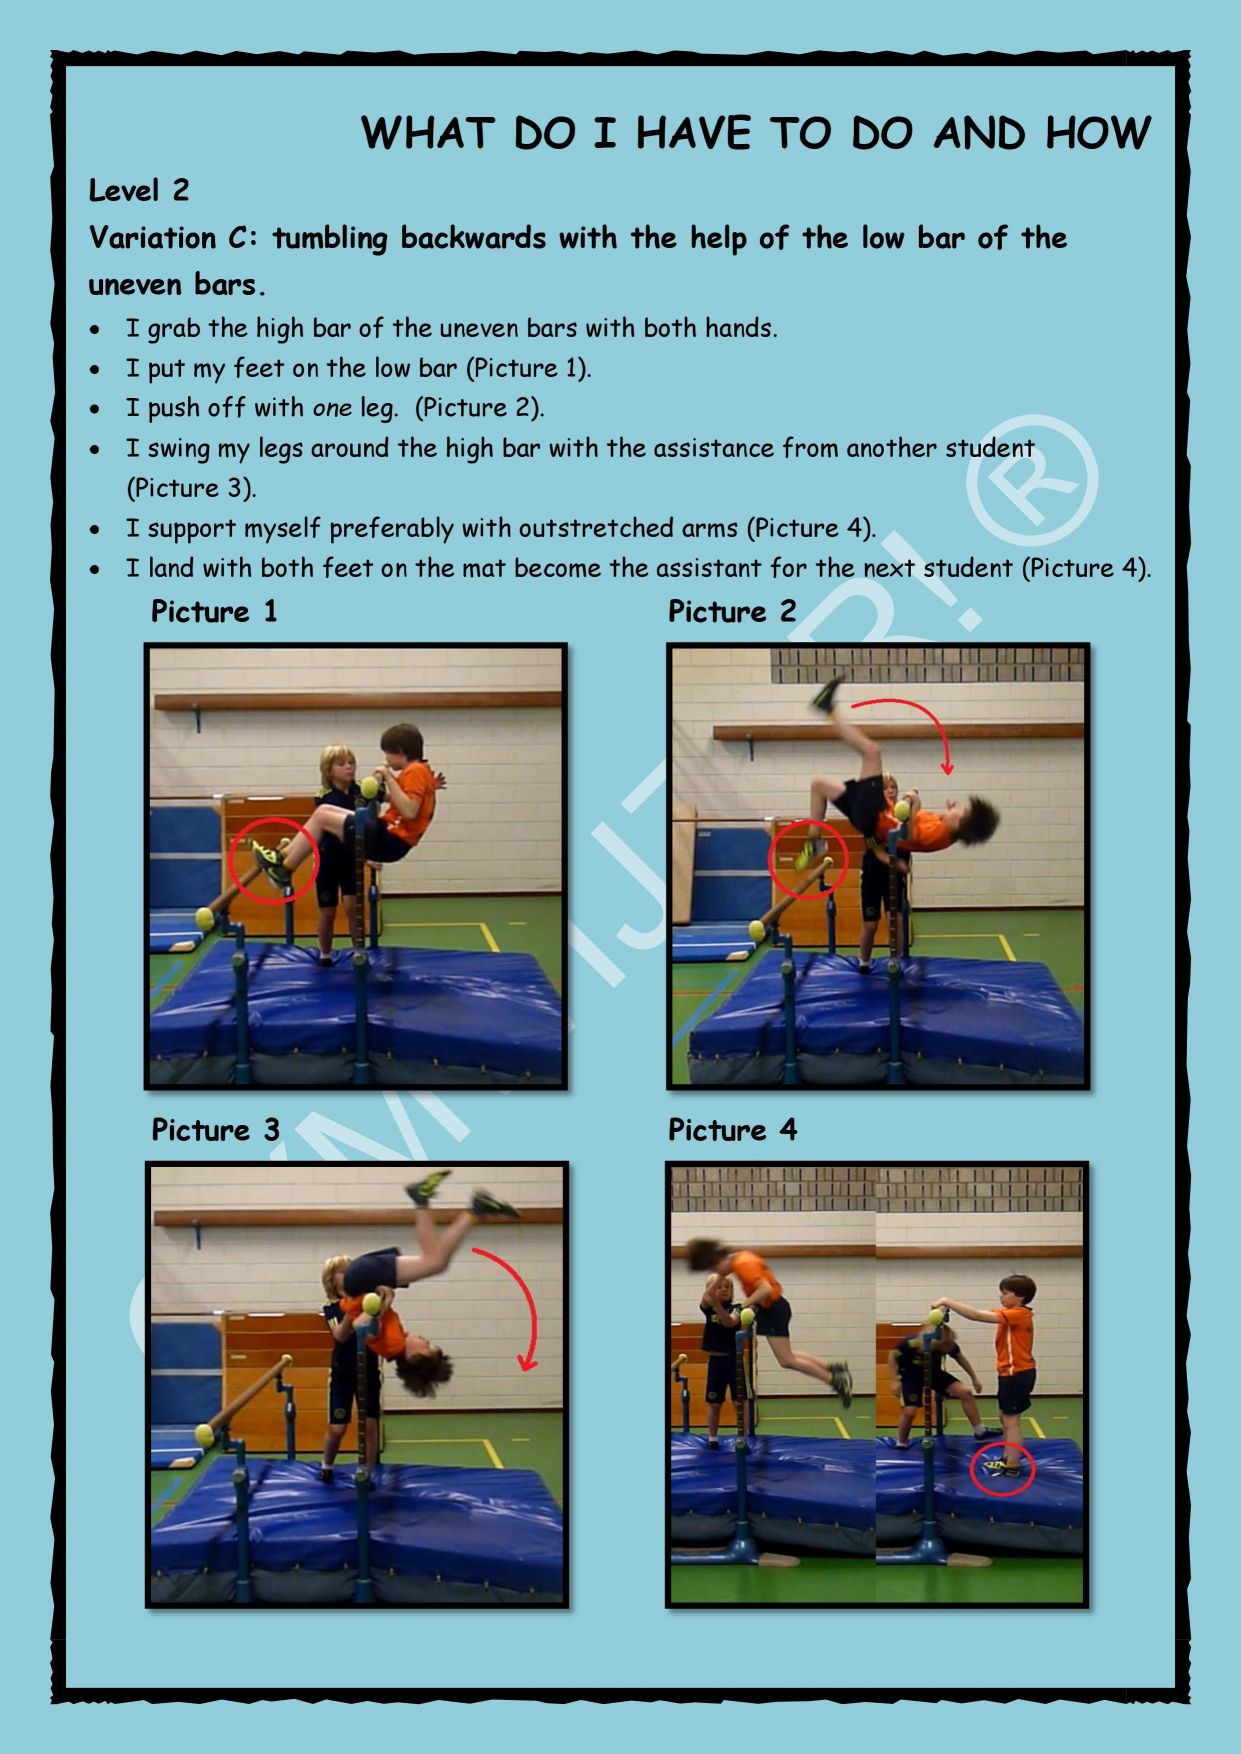 WHAT DO I HAVE TO DO AND HOW
Level 2
Variation C: tumbling backwards with the help of the low bar of the
uneven bars.
• I grab the high bar of the uneven bars with both hands.
• I put my feet on the low bar (Picture 1).
• I push off with one leg.  (Picture 2).
• I swing my legs around the high bar with the assistance from another student
(Picture 3).
• I support myself preferably with outstretched arms (Picture 4).
• I land with both feet on the mat become the assistant for the next student (Picture 4).
Picture 1
Picture 2
Picture 3
Picture 4